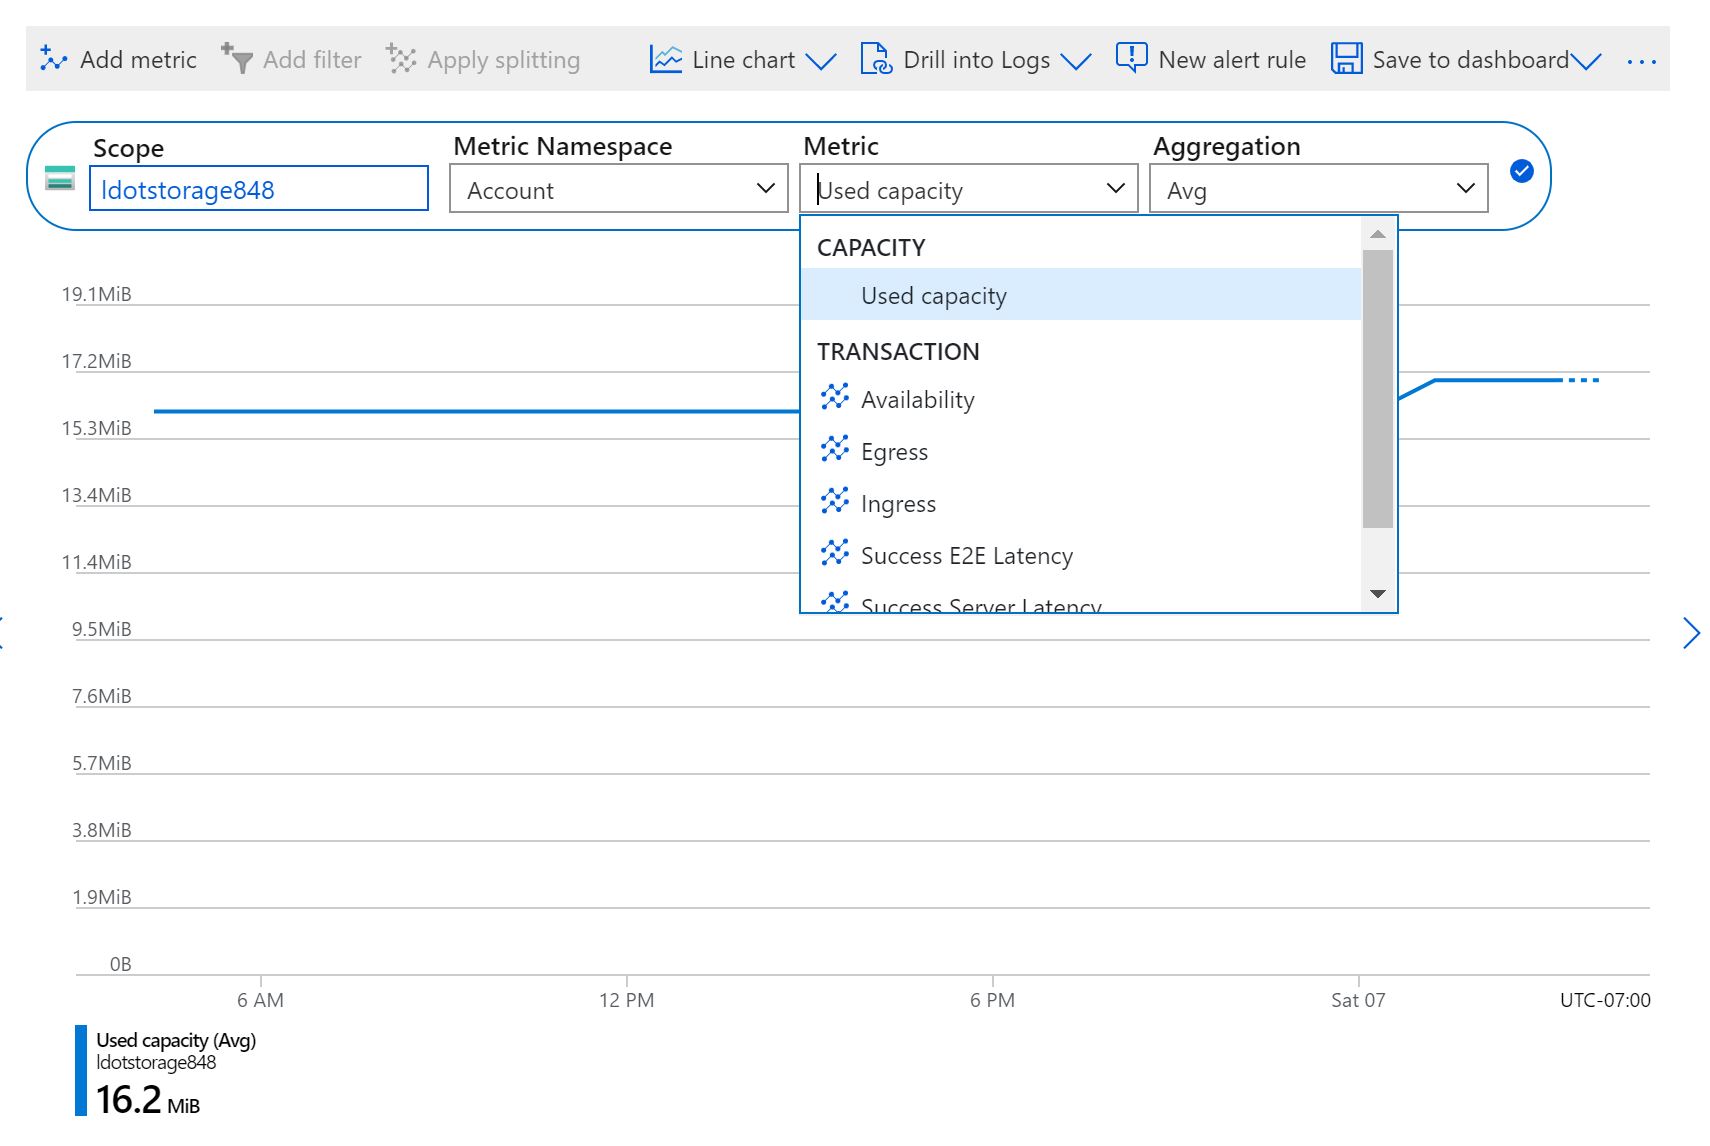 Add metric Add filter Apply splitting Line chart Drill into Logs New alert rule Save to dashboard ...
Scope Metric Namespace Metric Aggregation
ldotstorage848 Account Used capacity Avg
CAPACITY
Used capacity
TRANSACTION
Availability
Egress
Ingress
Success E2E Latency
Success Server Latency
19.1MiB
17.2MiB
15.3MiB
13.4MiB
11.4MiB
9.5MiB
7.6MiB
5.7MiB
3.8MiB
1.9MiB
0B
6 AM 12 PM 6 PM Sat 07 UTC-07:00
Used capacity (Avg)
ldotstorage848
16.2 MiB